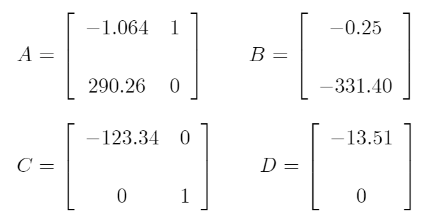 A = [ −1.064 1 B = [ −0.25
290.26 0 ] −331.40 ]
C = [ −123.34 0 D = [ −13.51
0 1 ] 0 ]